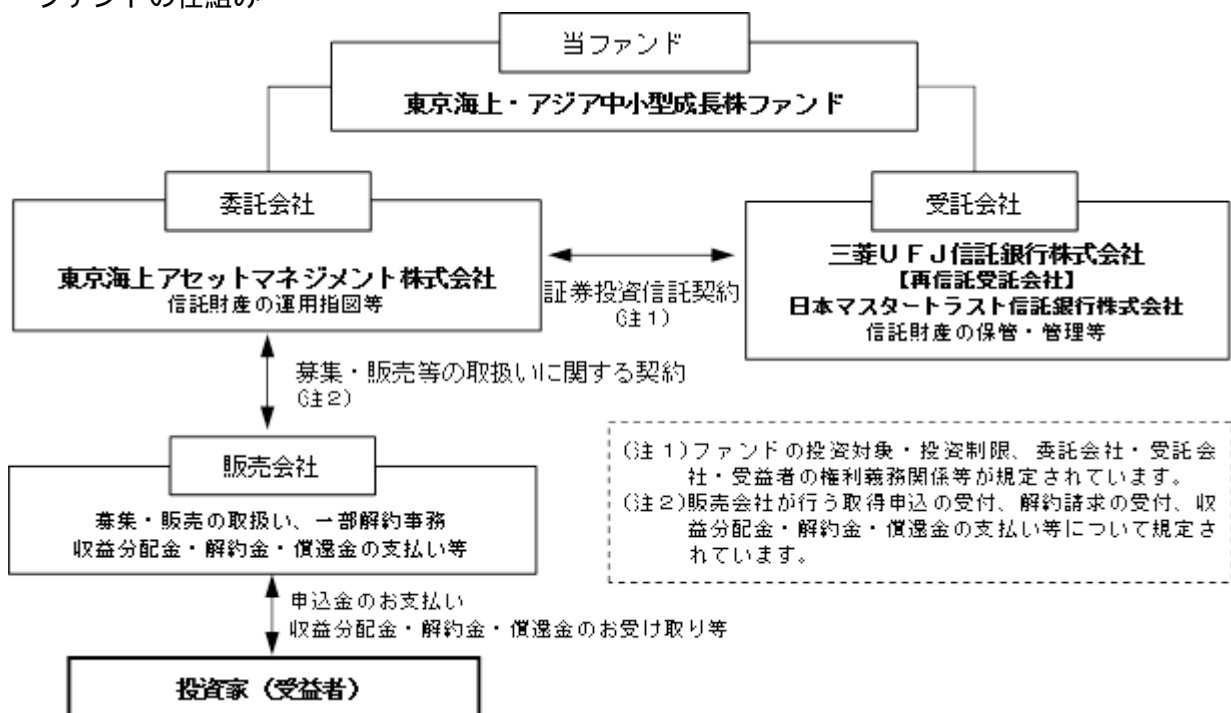 ファンドの仕組み
当ファンド
東京海上・アジア中小型成長株ファンド
委託会社
東京海上アセットマネジメント株式会社
信託財産の運用指図等
証券投資信託契約
(注1)
受託会社
三菱UFJ信託銀行株式会社
【再信託受託会社】
日本マスタートラスト信託銀行株式会社
信託財産の保管・管理等
募集・販売等の取扱いに関する契約
(注2)
販売会社
募集・販売の取扱い、一部解約事務
収益分配金・解約金・償還金の支払い等
(注1)ファンドの投資対象・投資制限、委託会社・受託会
社・受益者の権利義務関係等が規定されています。
(注2)販売会社が行う取得申込の受付、解約請求の受付、収
益分配金・解約金・償還金の支払い等について規定さ
れています。
申込金のお支払い
収益分配金・解約金・償還金のお受け取り等
投資家(受益者)